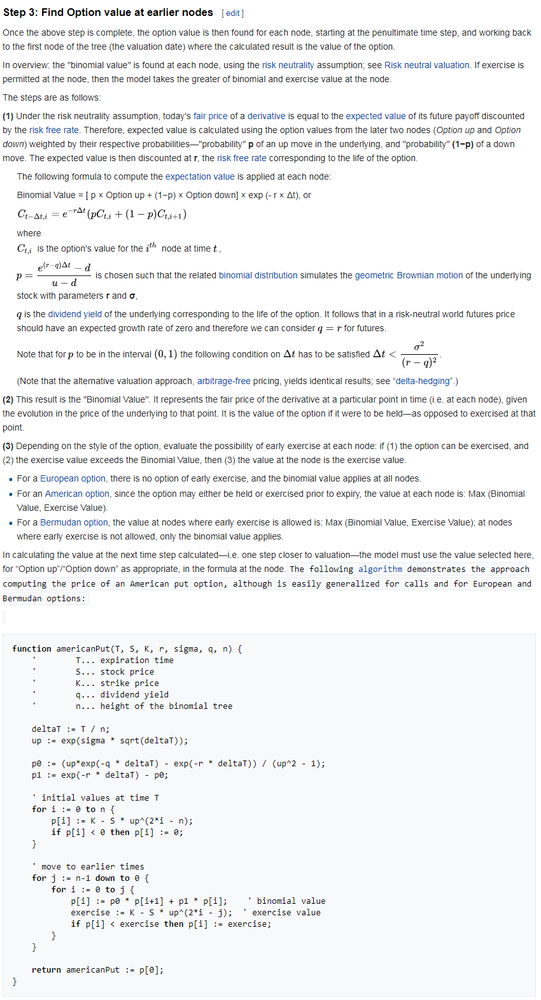 Step 3: Find Option value at earlier nodes [ edit ]
Once the above step is complete, the option value is then found for each node, starting at the penultimate time step, and working back
to the first node of the tree (the valuation date) where the calculated result is the value of the option.
In overview: the "binomial value" is found at each node, using the risk neutrality assumption; see Risk neutral valuation. If exercise is
permitted at the node, then the model takes the greater of binomial and exercise value at the node.
The steps are as follows:
(1) Under the risk neutrality assumption, today's fair price of a derivative is equal to the expected value of its future payoff discounted
by the risk free rate. Therefore, expected value is calculated using the option values from the later two nodes (Option up and Option
down) weighted by their respective probabilities—"probability" p of an up move in the underlying, and "probability" (1−p) of a down
move. The expected value is then discounted at r, the risk free rate corresponding to the life of the option.
The following formula to compute the expectation value is applied at each node:
Binomial Value = [ p × Option up + (1−p) × Option down] × exp (- r × Δt), or
C_{t−Δt,i} = e^{−rΔt}(pC_{t,i} + (1 − p)C_{t,i+1})
where
C_{t,i} is the option's value for the i^{th} node at time t ,
p = \frac{e^{(r−q)Δt} − d}{u − d} is chosen such that the related binomial distribution simulates the geometric Brownian motion of the underlying
stock with parameters r and σ,
q is the dividend yield of the underlying corresponding to the life of the option. It follows that in a risk-neutral world futures price
should have an expected growth rate of zero and therefore we can consider q = r for futures.
Note that for p to be in the interval (0, 1) the following condition on Δt has to be satisfied Δt < \frac{σ^2}{(r − q)^2}.
(Note that the alternative valuation approach, arbitrage-free pricing, yields identical results; see “delta-hedging”.)
(2) This result is the "Binomial Value". It represents the fair price of the derivative at a particular point in time (i.e. at each node), given
the evolution in the price of the underlying to that point. It is the value of the option if it were to be held—as opposed to exercised at that
point.
(3) Depending on the style of the option, evaluate the possibility of early exercise at each node: if (1) the option can be exercised, and
(2) the exercise value exceeds the Binomial Value, then (3) the value at the node is the exercise value.
• For a European option, there is no option of early exercise, and the binomial value applies at all nodes.
• For an American option, since the option may either be held or exercised prior to expiry, the value at each node is: Max (Binomial
Value, Exercise Value).
• For a Bermudan option, the value at nodes where early exercise is allowed is: Max (Binomial Value, Exercise Value); at nodes
where early exercise is not allowed, only the binomial value applies.
In calculating the value at the next time step calculated—i.e. one step closer to valuation—the model must use the value selected here,
for “Option up”/“Option down” as appropriate, in the formula at the node. The following algorithm demonstrates the approach
computing the price of an American put option, although is easily generalized for calls and for European and
Bermudan options:
function americanPut(T, S, K, r, sigma, q, n) {
'       T... expiration time
'       S... stock price
'       K... strike price
'       q... dividend yield
'       n... height of the binomial tree
deltaT := T / n;
up := exp(sigma * sqrt(deltaT));
p0 := (up*exp(-q * deltaT) - exp(-r * deltaT)) / (up^2 - 1);
p1 := exp(-r * deltaT) - p0;
' initial values at time T
for i := 0 to n {
p[i] := K - S * up^(2*i - n);
if p[i] < 0 then p[i] := 0;
}
' move to earlier times
for j := n-1 down to 0 {
for i := 0 to j {
p[i] := p0 * p[i+1] + p1 * p[i];    ' binomial value
exercise := K - S * up^(2*i - j);  ' exercise value
if p[i] < exercise then p[i] := exercise;
}
}
return americanPut := p[0];
}